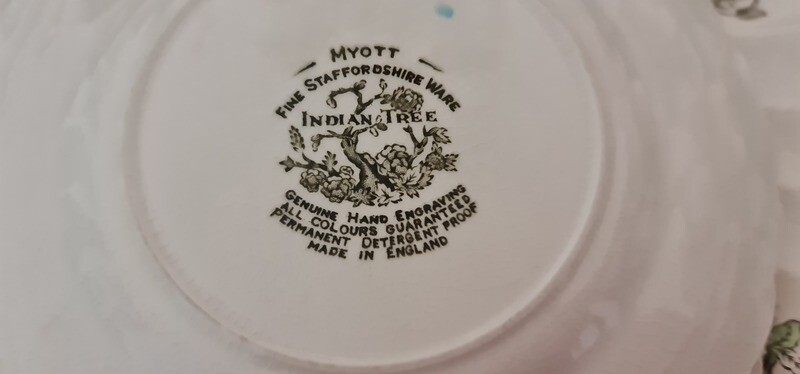 MYOTT
FINE STAFFORDSHIRE WARE
INDIAN TREE
GENUINE HAND ENGRAVING
ALL COLOURS GUARANTEED
PERMANENT DETERGENT PROOF
MADE IN ENGLAND